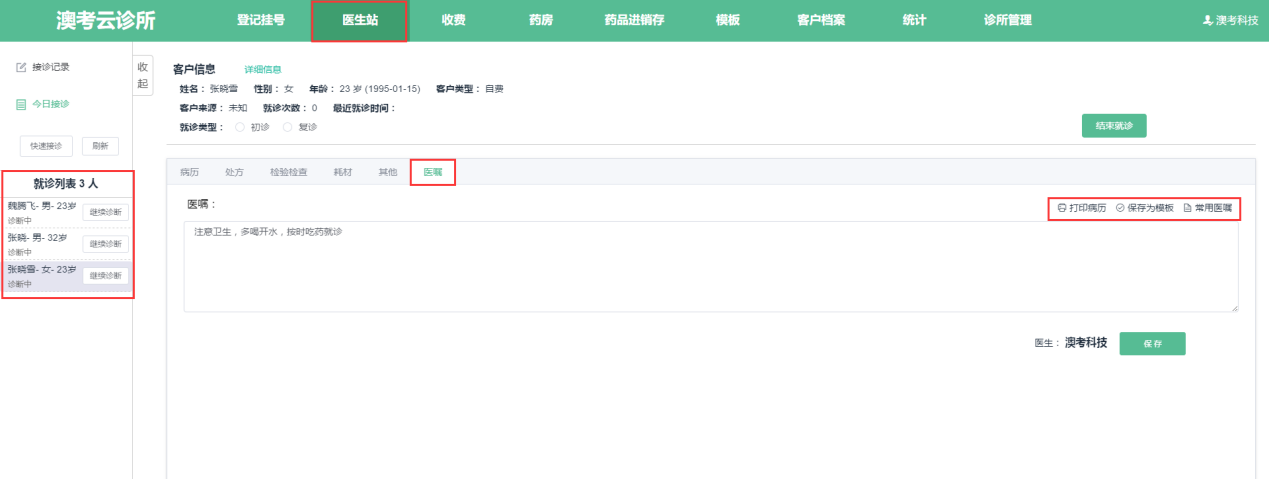 澳考云诊所 登记挂号 医生站 收费 药房 药品进销存 模板 客户档案 统计 诊所管理 澳考科技
接诊记录
今日接诊
快速接诊 刷新
就诊列表 3 人
魏腾飞- 男- 23岁
诊断中
继续诊断
张晓- 男- 32岁
诊断中
继续诊断
张晓雪- 女- 23岁
诊断中
继续诊断
收
起
客户信息 详细信息
姓名： 张晓雪 性别： 女 年龄： 23 岁 (1995-01-15) 客户类型： 自费
客户来源： 未知 就诊次数： 0 最近就诊时间：
就诊类型： 初诊 复诊
结束就诊
病历 处方 检验检查 耗材 其他 医嘱
医嘱：
打印病历 保存为模板 常用医嘱
注意卫生，多喝开水，按时吃药就诊
医生： 澳考科技 保存